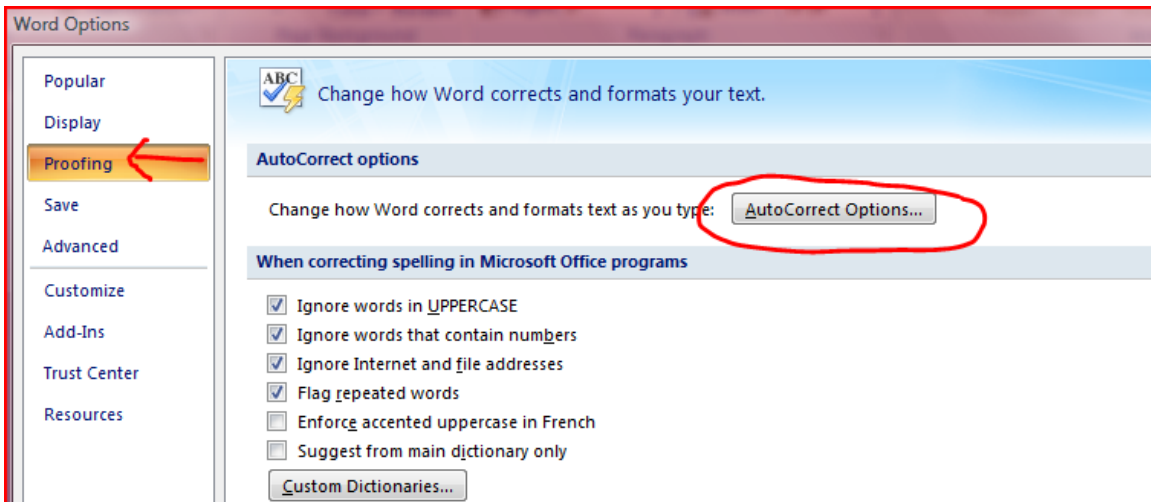 Word Options
Popular
Display
Proofing
Save
Advanced
Customize
Add-Ins
Trust Center
Resources
ABC
Change how Word corrects and formats your text.
AutoCorrect options
Change how Word corrects and formats text as you type:
AutoCorrect Options...
When correcting spelling in Microsoft Office programs
Ignore words in UPPERCASE
Ignore words that contain numbers
Ignore Internet and file addresses
Flag repeated words
Enforce accented uppercase in French
Suggest from main dictionary only
Custom Dictionaries...